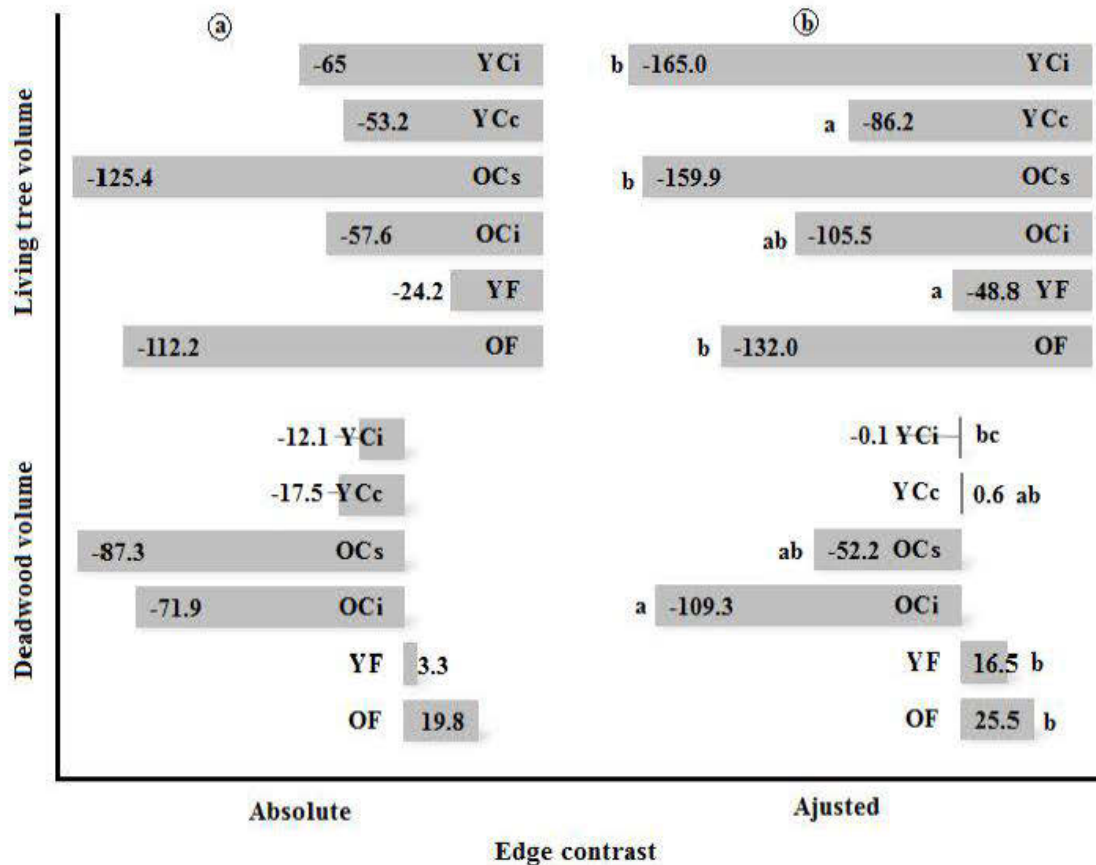 a b
b -65 YCi -165.0 YCi
-53.2 YCc a -86.2 YCc
-125.4 OCs b -159.9 OCs
-57.6 OCi ab -105.5 OCi
-24.2 YF a -48.8 YF
-112.2 OF b -132.0 OF
Living tree volume
-12.1 YCi -0.1 YCi bc
-17.5 YCc YCc 0.6 ab
-87.3 OCs ab -52.2 OCs
-71.9 OCi a -109.3 OCi
YF 3.3 YF 16.5 b
OF 19.8 OF 25.5 b
Deadwood volume
Absolute Ajusted
Edge contrast